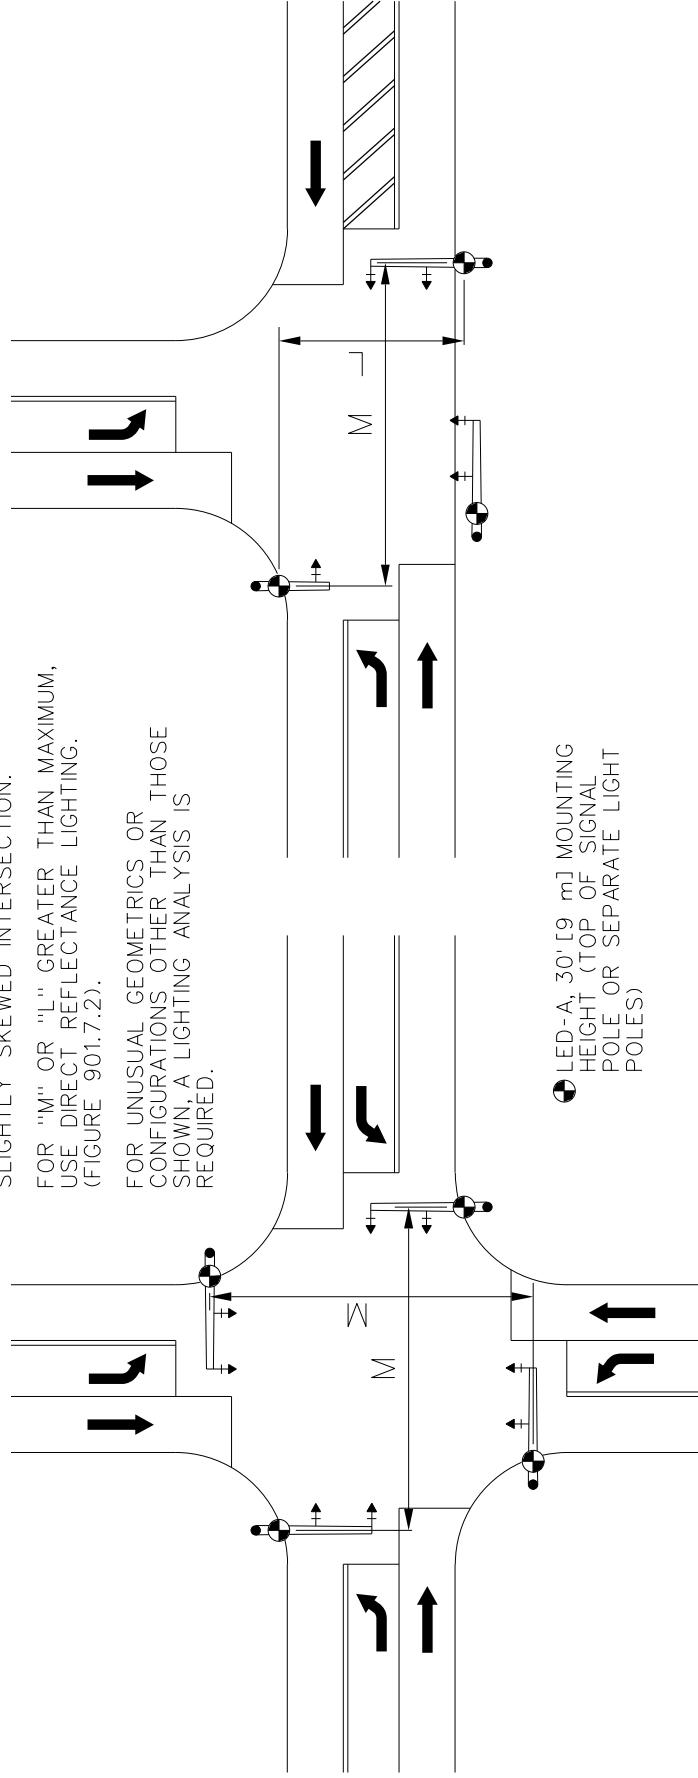 SLIGHTLY SKEWED INTERSECTION.
FOR "M" OR "L" GREATER THAN MAXIMUM,
USE DIRECT REFLECTANCE LIGHTING.
(FIGURE 901.7.2).
FOR UNUSUAL GEOMETRICS OR
CONFIGURATIONS OTHER THAN THOSE
SHOWN, A LIGHTING ANALYSIS IS
REQUIRED.
M
M
L
M
LED-A, 30' [9 m] MOUNTING
HEIGHT (TOP OF SIGNAL
POLE OR SEPARATE LIGHT
POLES)